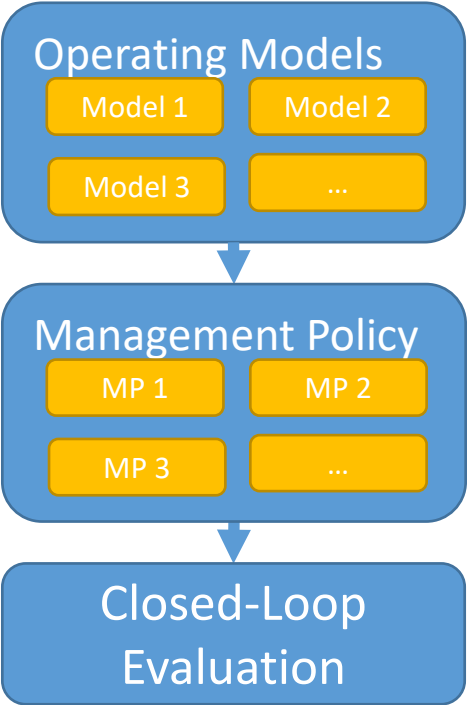 Operating Models
Model 1
Model 2
Model 3
...
Management Policy
MP 1
MP 2
MP 3
...
Closed-Loop
Evaluation